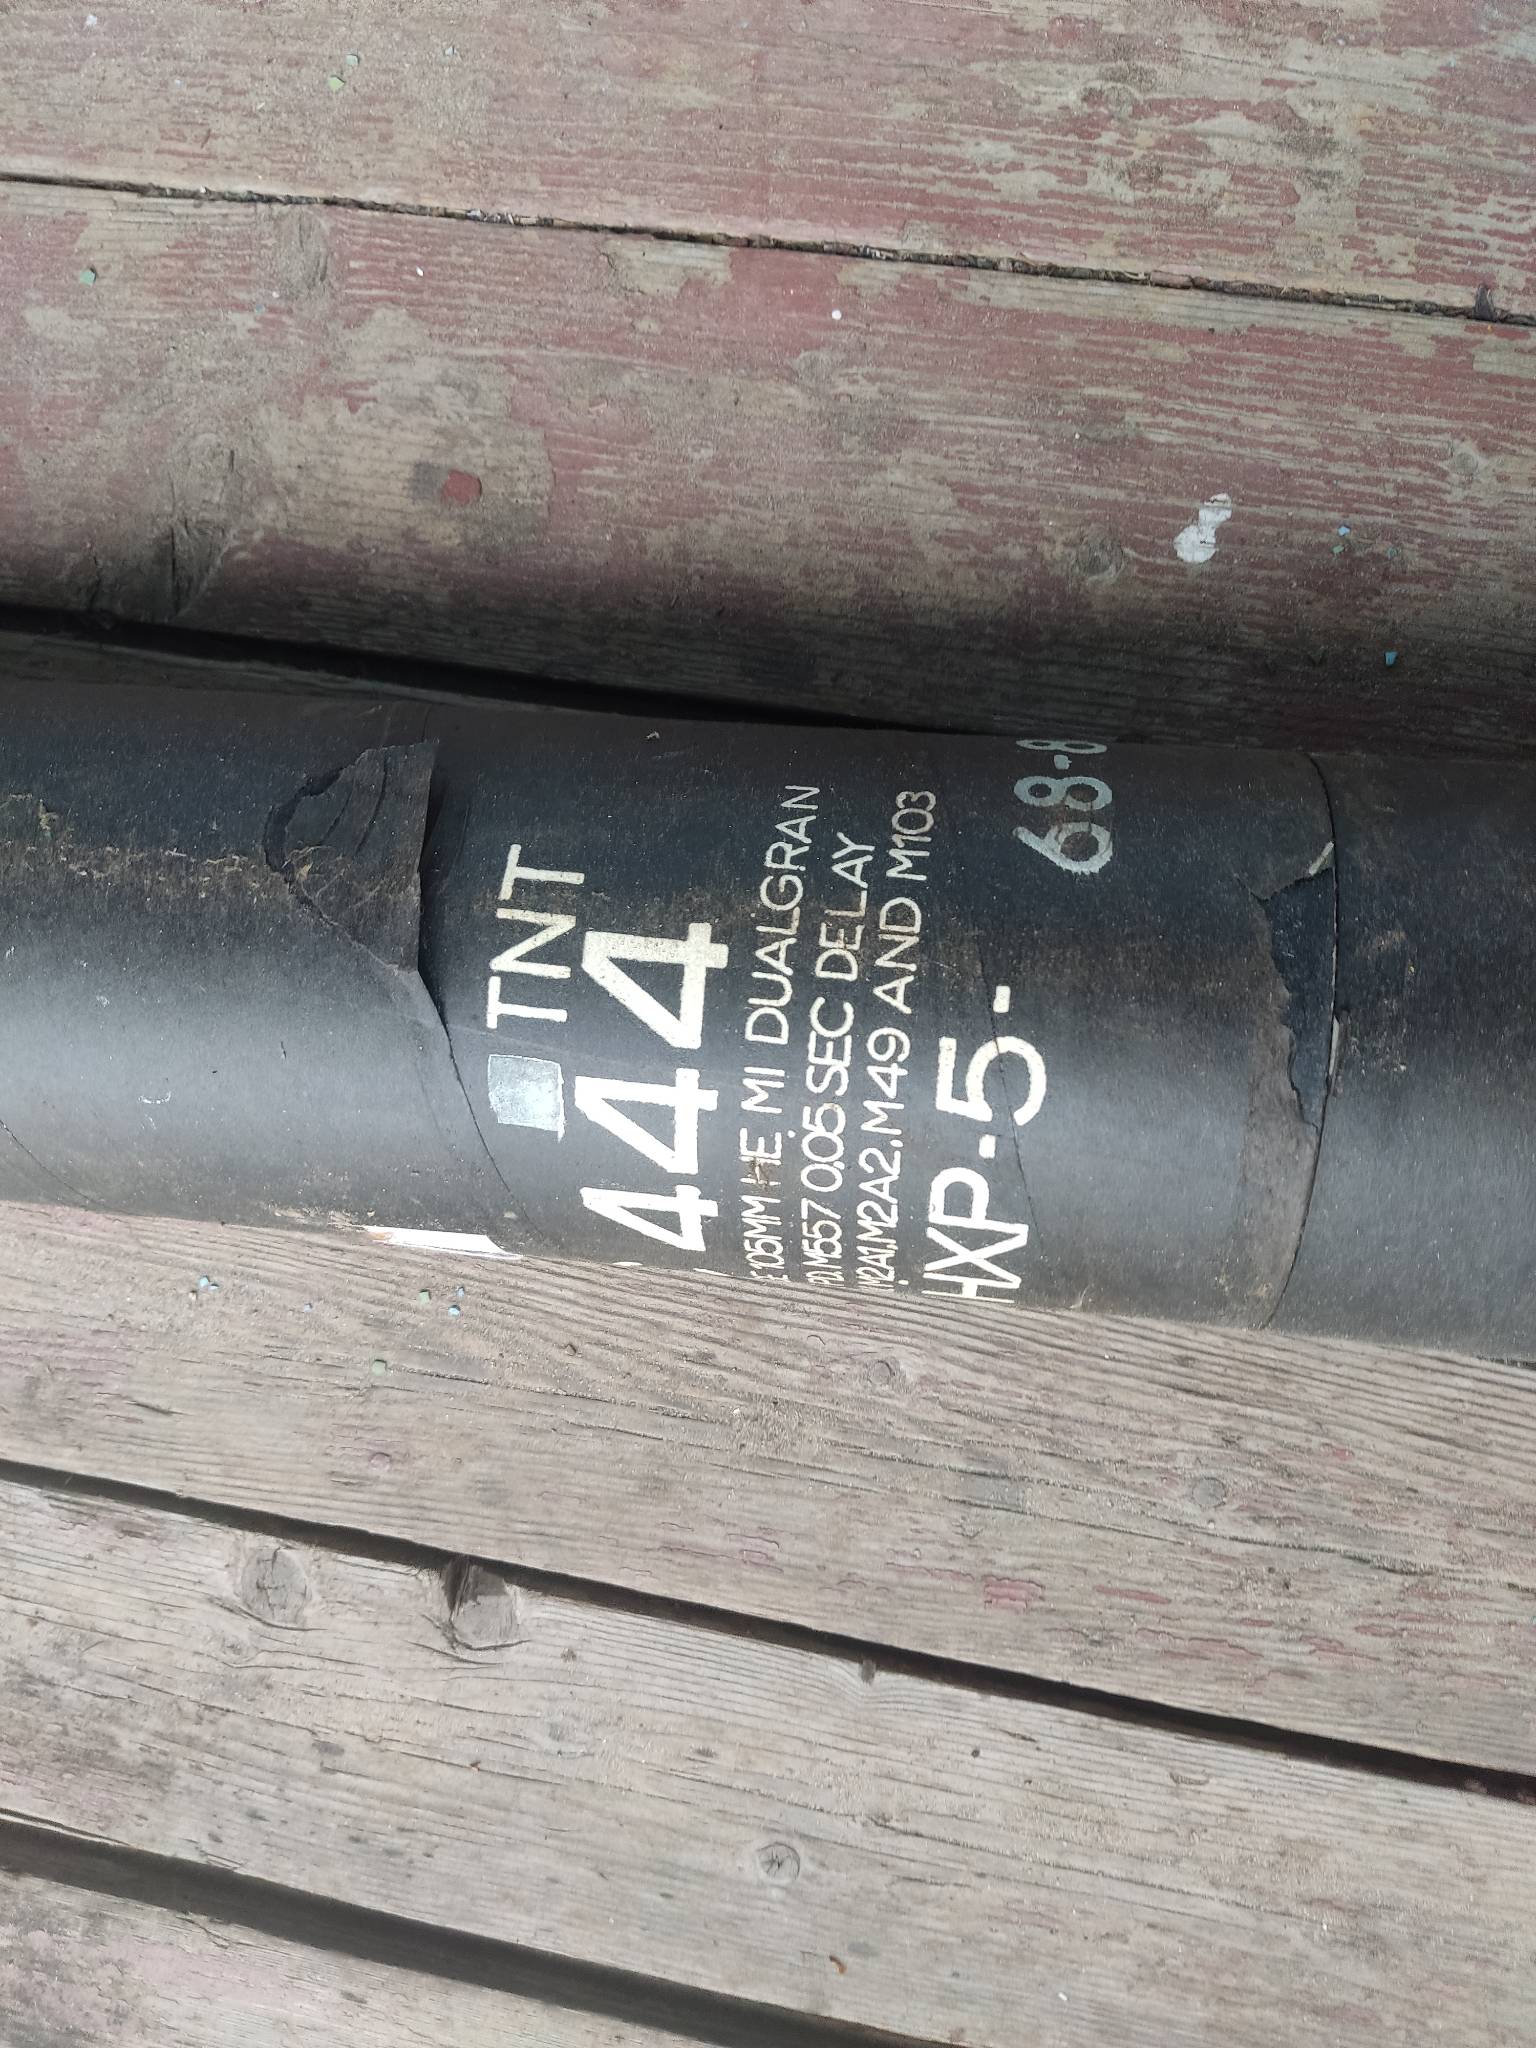 TNT
444
105MM HE M1 DUALGRAN
M557 0.05 SEC DELAY
M2A1, M2A2, M49 AND M103
HXP-5-
68-8